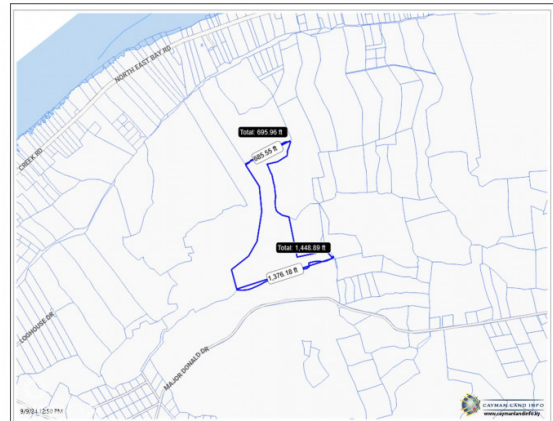 NORTH EAST BAY RD
Total: 695.96 ft
685.55 ft
CREEK RD
Total: 1,448.89 ft
1,376.18 ft
LOGHOUSE DR
MAJOR DONALD DR
CAYMAN LAND INFO
www.caymanlandinfo.ky